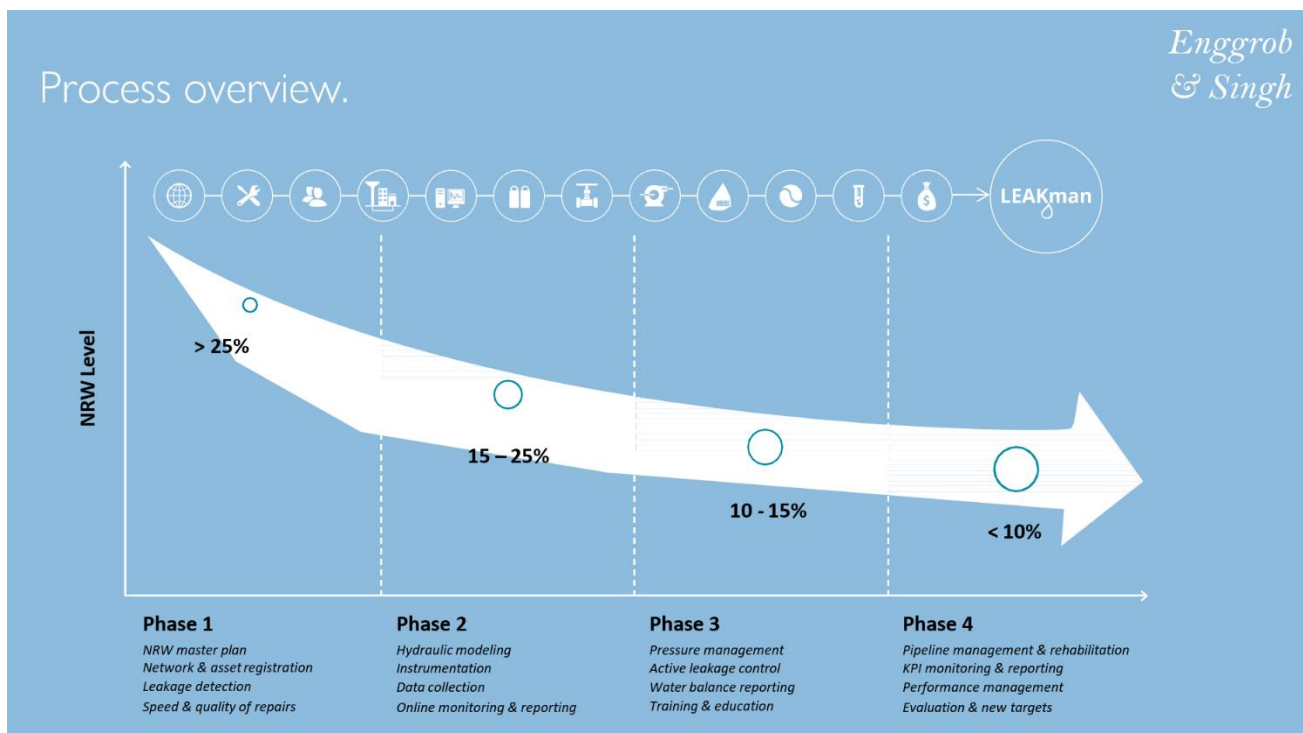 Enggrob
& Singh
Process overview.
$
LEAKman
NRW Level
> 25%
15 – 25%
10 - 15%
< 10%
Phase 1
NRW master plan
Network & asset registration
Leakage detection
Speed & quality of repairs
Phase 2
Hydraulic modeling
Instrumentation
Data collection
Online monitoring & reporting
Phase 3
Pressure management
Active leakage control
Water balance reporting
Training & education
Phase 4
Pipeline management & rehabilitation
KPI monitoring & reporting
Performance management
Evaluation & new targets